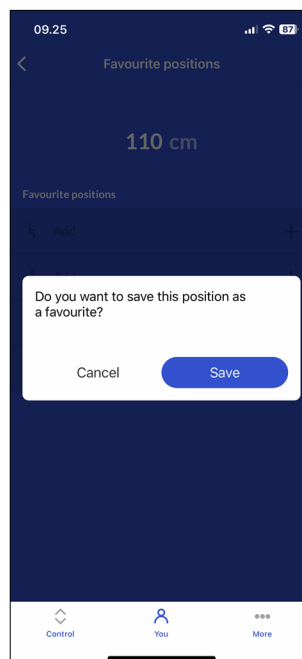 09.25
87
Favourite positions
110 cm
Favourite positions
Add
Do you want to save this position as
a favourite?
Cancel Save
Control You More